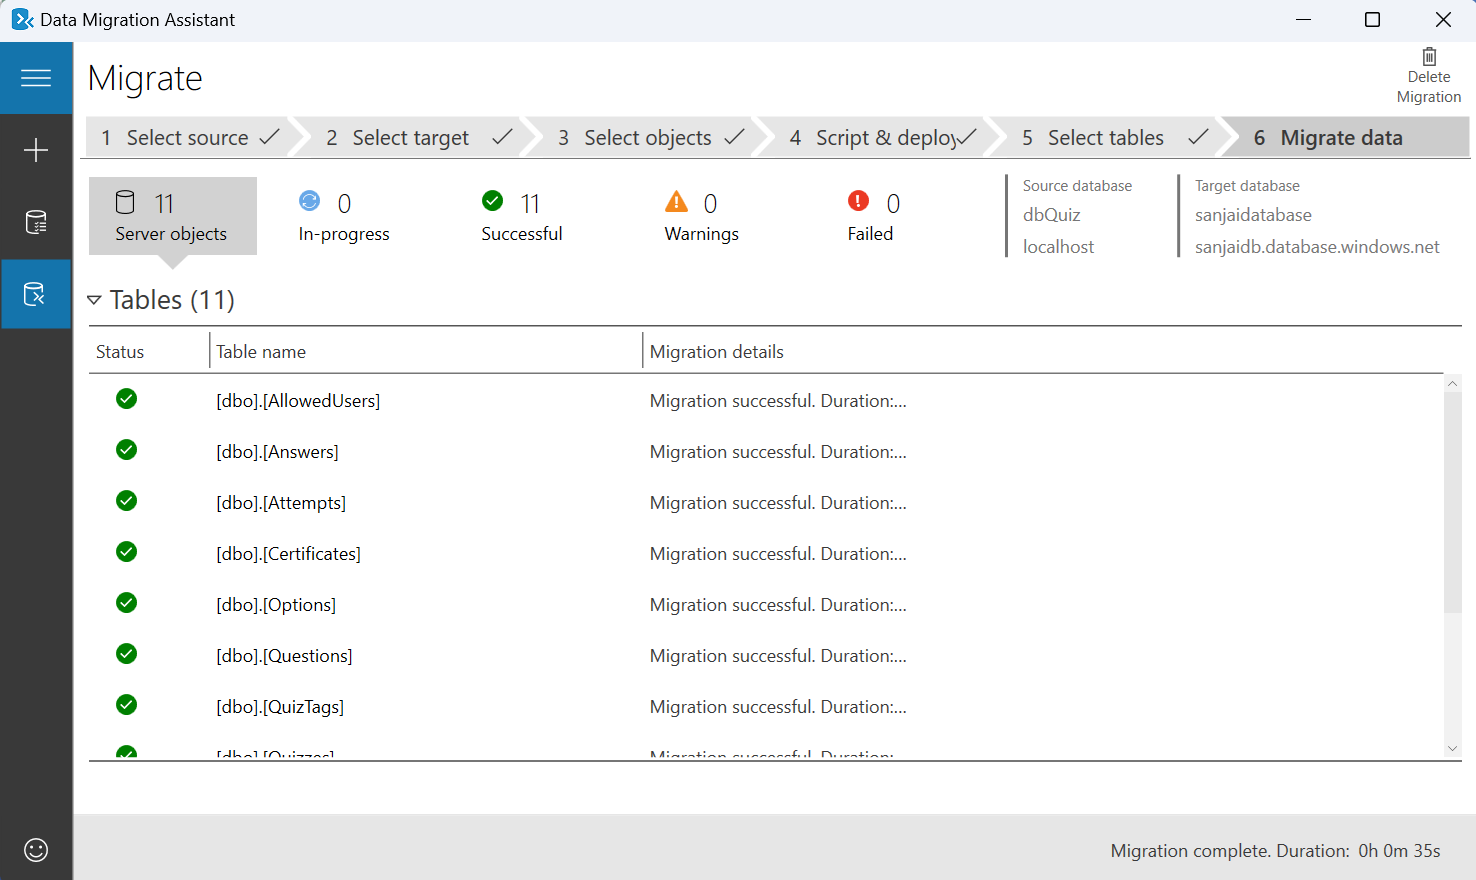 Data Migration Assistant
Migrate
Delete
Migration
1 Select source
2 Select target
3 Select objects
4 Script & deploy
5 Select tables
6 Migrate data
11
Server objects
0
In-progress
11
Successful
0
Warnings
0
Failed
Source database
dbQuiz
localhost
Target database
sanjaidatabase
sanjaidb.database.windows.net
Tables (11)
Status Table name Migration details
[dbo].[AllowedUsers] Migration successful. Duration:...
[dbo].[Answers] Migration successful. Duration:...
[dbo].[Attempts] Migration successful. Duration:...
[dbo].[Certificates] Migration successful. Duration:...
[dbo].[Options] Migration successful. Duration:...
[dbo].[Questions] Migration successful. Duration:...
[dbo].[QuizTags] Migration successful. Duration:...
[dbo].[Quizzes] Migration successful. Duration:...
Migration complete. Duration: 0h 0m 35s